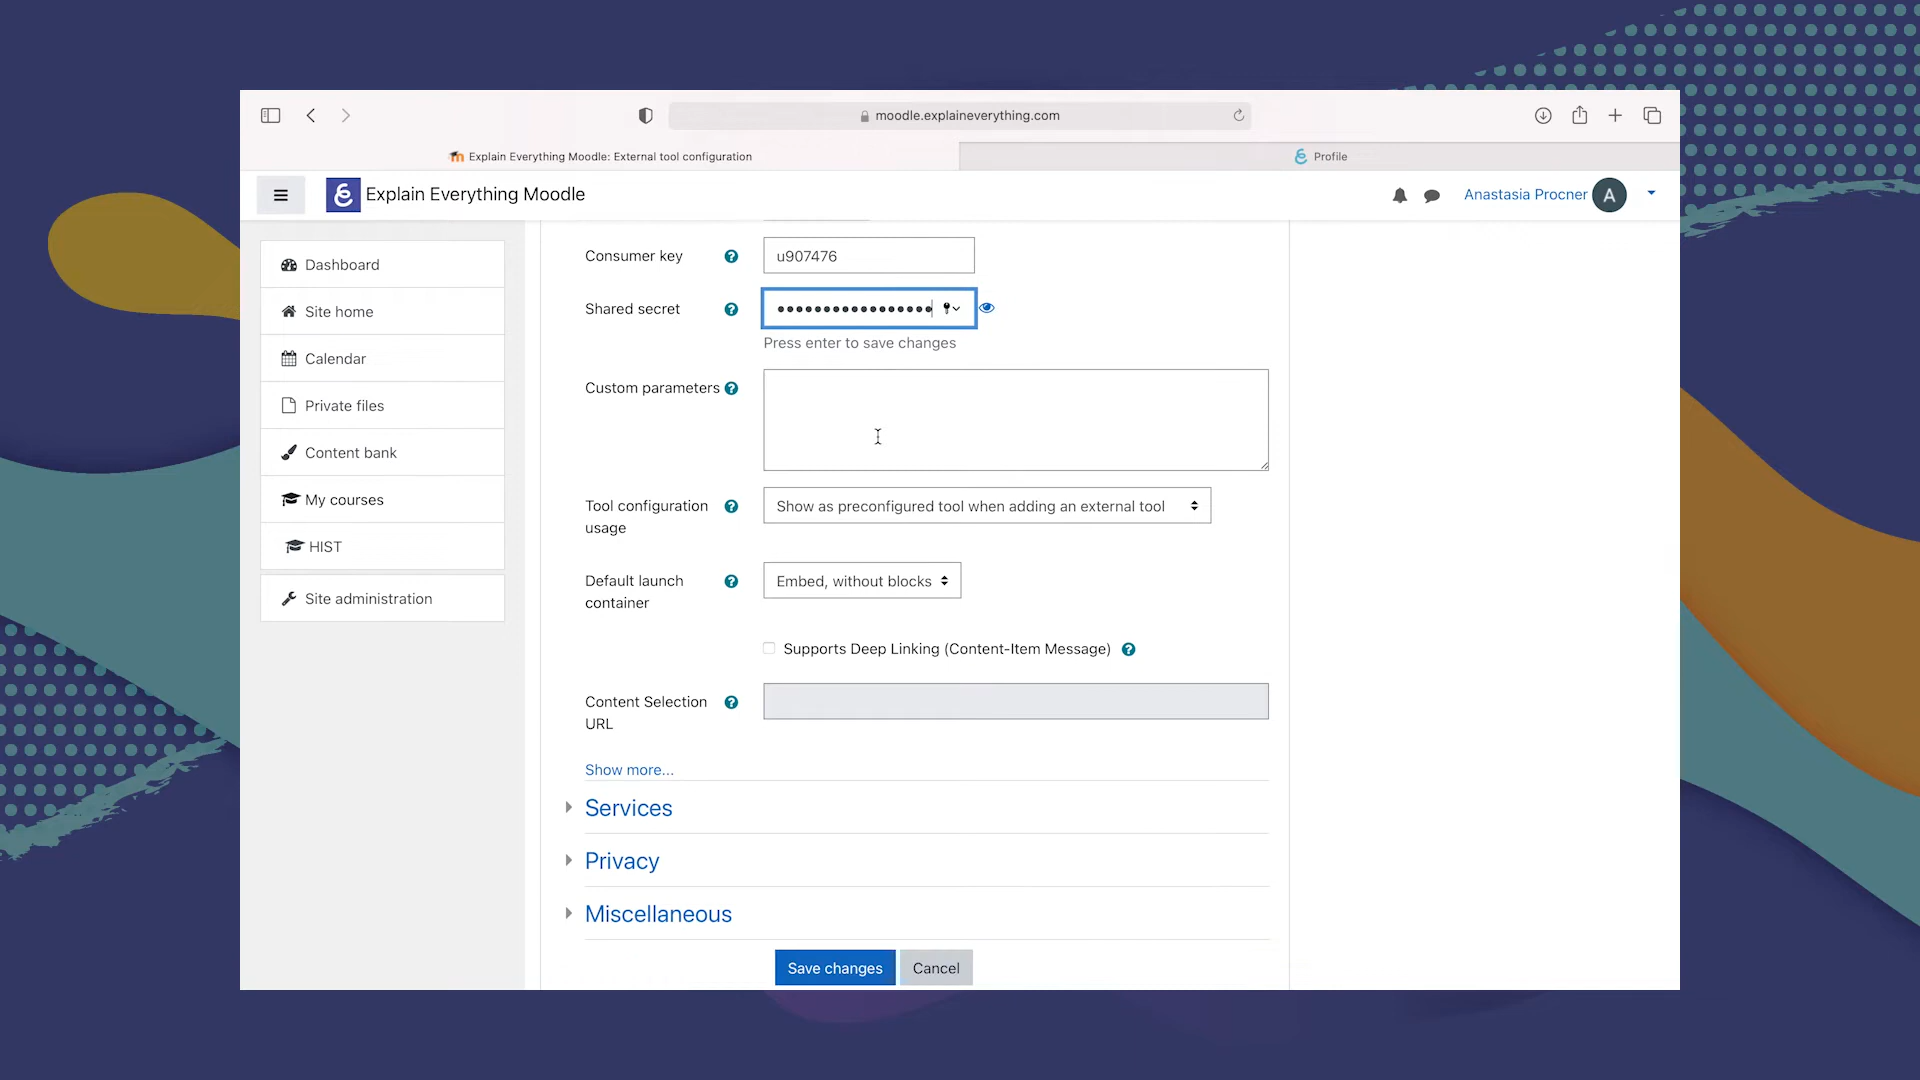 moodle.explaineverything.com
Explain Everything Moodle: External tool configuration
Profile
Explain Everything Moodle
Anastasia Procner
A
Dashboard
Site home
Calendar
Private files
Content bank
My courses
HIST
Site administration
Consumer key
u907476
Shared secret
Press enter to save changes
Custom parameters
Tool configuration
usage
Show as preconfigured tool when adding an external tool
Default launch
container
Embed, without blocks
Supports Deep Linking (Content-Item Message)
Content Selection
URL
Show more...
Services
Privacy
Miscellaneous
Save changes
Cancel